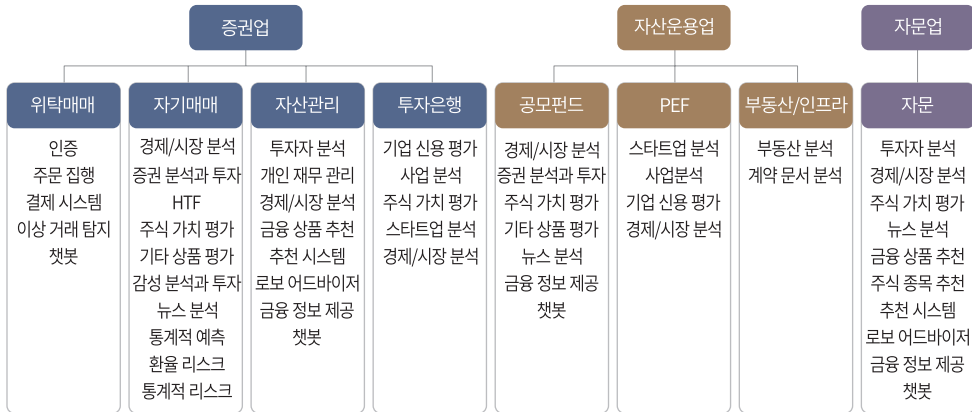 증권업
자산운용업
자문업
위탁매매
인증
주문 집행
결제 시스템
이상 거래 탐지
챗봇
자기매매
경제/시장 분석
증권 분석과 투자
HTF
주식 가치 평가
기타 상품 평가
감성 분석과 투자
뉴스 분석
통계적 예측
환율 리스크
통계적 리스크
자산관리
투자자 분석
개인 재무 관리
경제/시장 분석
금융 상품 추천
추천 시스템
로보 어드바이저
금융 정보 제공
챗봇
투자은행
기업 신용 평가
사업 분석
주식 가치 평가
스타트업 분석
경제/시장 분석
공모펀드
경제/시장 분석
증권 분석과 투자
주식 가치 평가
기타 상품 평가
뉴스 분석
금융 정보 제공
챗봇
PEF
스타트업 분석
사업분석
기업 신용 평가
경제/시장 분석
부동산/인프라
부동산 분석
계약 문서 분석
자문
투자자 분석
경제/시장 분석
주식 가치 평가
뉴스 분석
금융 상품 추천
주식 종목 추천
추천 시스템
로보 어드바이저
금융 정보 제공
챗봇